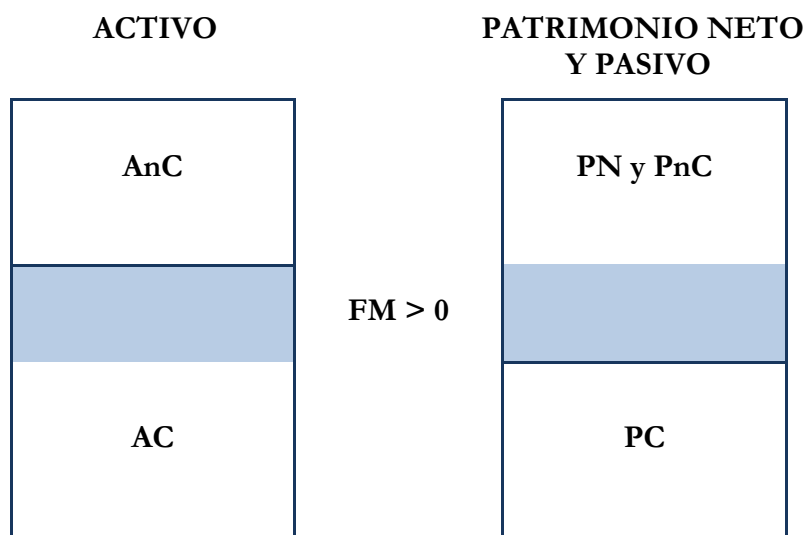 ACTIVO
PATRIMONIO NETO
Y PASIVO
AnC
PN y PnC
FM > 0
AC
PC